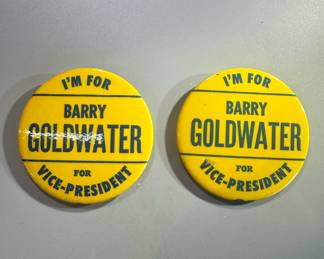 I'M FOR
BARRY
GOLDWATER
FOR
VICE-PRESIDENT
I'M FOR
BARRY
GOLDWATER
FOR
VICE-PRESIDENT